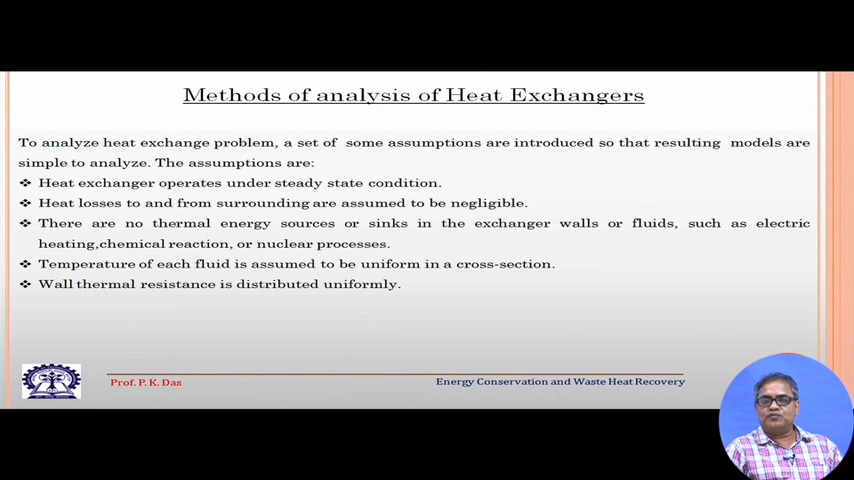 Methods of analysis of Heat Exchangers
To analyze heat exchange problem, a set of some assumptions are introduced so that resulting models are
simple to analyze. The assumptions are:
❖ Heat exchanger operates under steady state condition.
❖ Heat losses to and from surrounding are assumed to be negligible.
❖ There are no thermal energy sources or sinks in the exchanger walls or fluids, such as electric
heating,chemical reaction, or nuclear processes.
❖ Temperature of each fluid is assumed to be uniform in a cross-section.
❖ Wall thermal resistance is distributed uniformly.
Prof. P. K. Das
Energy Conservation and Waste Heat Recovery